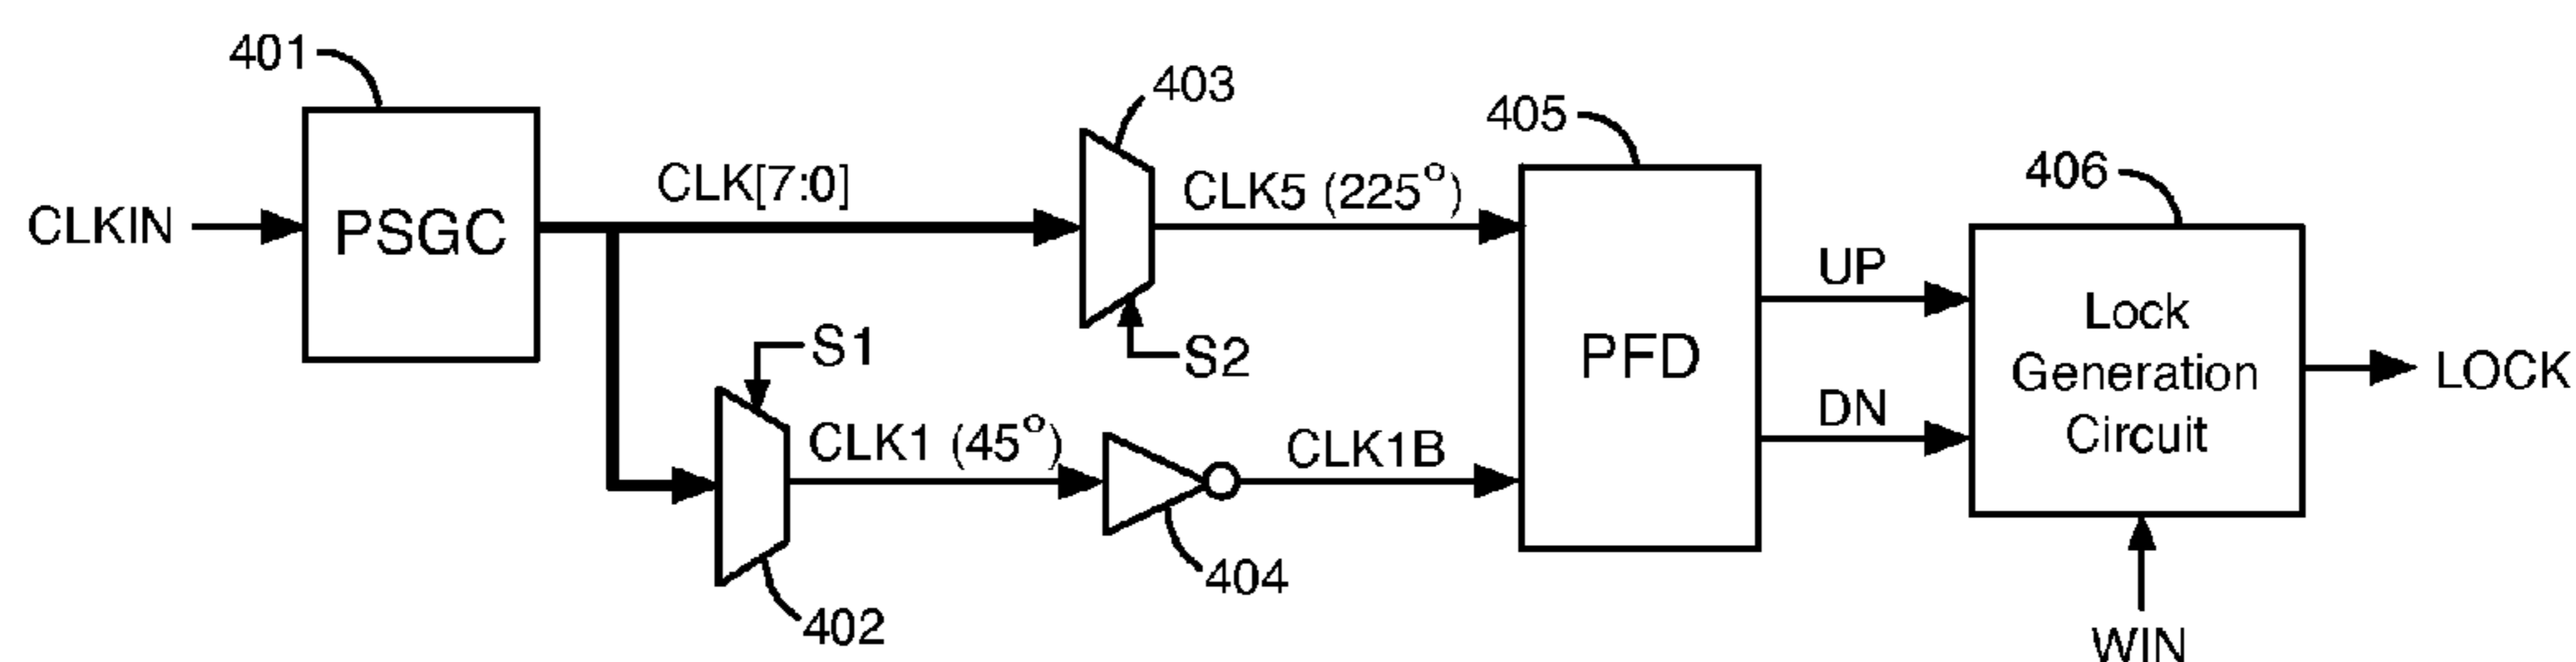 401
403
405
406
CLKIN
PSGC
CLK[7:0]
CLK5 (225°)
S1
S2
CLK1 (45°)
CLK1B
402
404
PFD
UP
DN
Lock
Generation
Circuit
LOCK
WIN